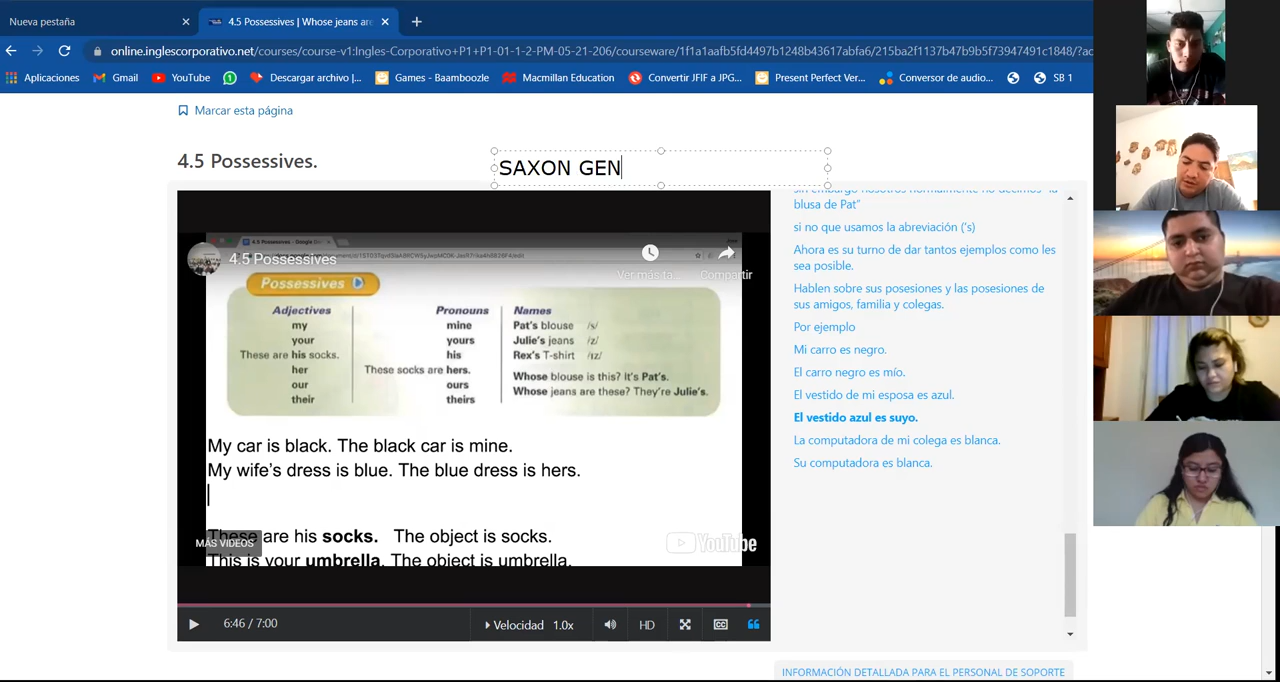 Nueva pestaña
4.5 Possessives | Whose jeans are
online.inglescorporativo.net/courses/course-v1:Ingles-Corporativo+P1+P1-01-1-2-PM-05-21-206/courseware/1f1a1aafb5fd4497b1248b43617abfa6/215ba2f1137b47b9b5f73947491c1848/?ac
Aplicaciones
Gmail
YouTube
Descargar archivo |...
Games - Baamboozle
Macmillan Education
Convertir JFIF a JPG...
Present Perfect Ver...
Conversor de audio...
SB 1
Marcar esta página
4.5 Possessives.
SAXON GEN
4.5 Possessives
Ver más ta...
Compartir
Possessives
Adjectives
my
your
These are his socks.
her
our
their
Pronouns
mine
yours
his
These socks are hers.
ours
theirs
Names
Pat's blouse /s/
Julie's jeans /z/
Rex's T-shirt /ɪz/
Whose blouse is this? It's Pat's.
Whose jeans are these? They're Julie's.
My car is black. The black car is mine.
My wife's dress is blue. The blue dress is hers.
These are his socks. The object is socks.
This is your umbrella. The object is umbrella.
MÁS VIDEOS
YouTube
6:46 / 7:00
Velocidad 1.0x
HD
sin embargo nosotros normalmente no decimos "la
blusa de Pat"
si no que usamos la abreviación ('s)
Ahora es su turno de dar tantos ejemplos como les
sea posible.
Hablen sobre sus posesiones y las posesiones de
sus amigos, familia y colegas.
Por ejemplo
Mi carro es negro.
El carro negro es mío.
El vestido de mi esposa es azul.
El vestido azul es suyo.
La computadora de mi colega es blanca.
Su computadora es blanca.
INFORMACIÓN DETALLADA PARA EL PERSONAL DE SOPORTE